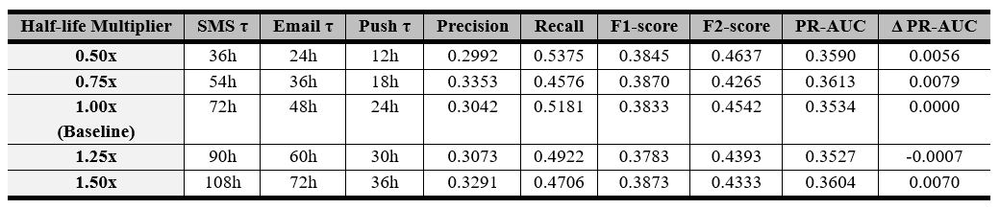 Half-life Multiplier SMS τ Email τ Push τ Precision Recall F1-score F2-score PR-AUC Δ PR-AUC
0.50x 36h 24h 12h 0.2992 0.5375 0.3845 0.4637 0.3590 0.0056
0.75x 54h 36h 18h 0.3353 0.4576 0.3870 0.4265 0.3613 0.0079
1.00x 72h 48h 24h 0.3042 0.5181 0.3833 0.4542 0.3534 0.0000
(Baseline)
1.25x 90h 60h 30h 0.3073 0.4922 0.3783 0.4393 0.3527 -0.0007
1.50x 108h 72h 36h 0.3291 0.4706 0.3873 0.4333 0.3604 0.0070